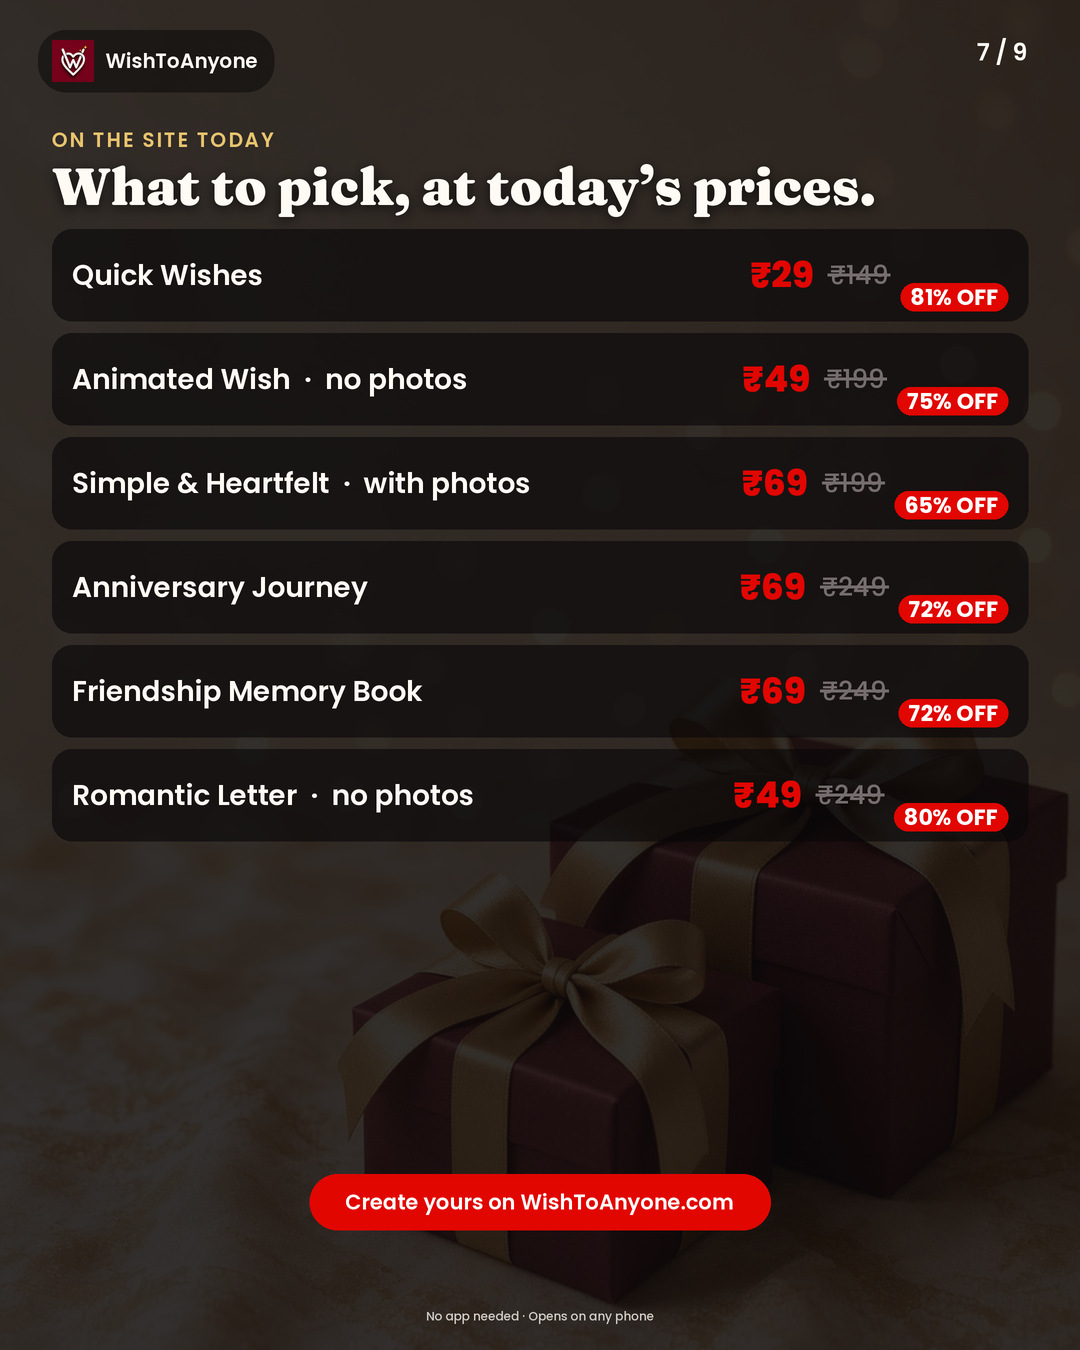 WishToAnyone
7 / 9
ON THE SITE TODAY
What to pick, at today’s prices.
Quick Wishes ₹29 ₹149 81% OFF
Animated Wish · no photos ₹49 ₹199 75% OFF
Simple & Heartfelt · with photos ₹69 ₹199 65% OFF
Anniversary Journey ₹69 ₹249 72% OFF
Friendship Memory Book ₹69 ₹249 72% OFF
Romantic Letter · no photos ₹49 ₹249 80% OFF
Create yours on WishToAnyone.com
No app needed · Opens on any phone